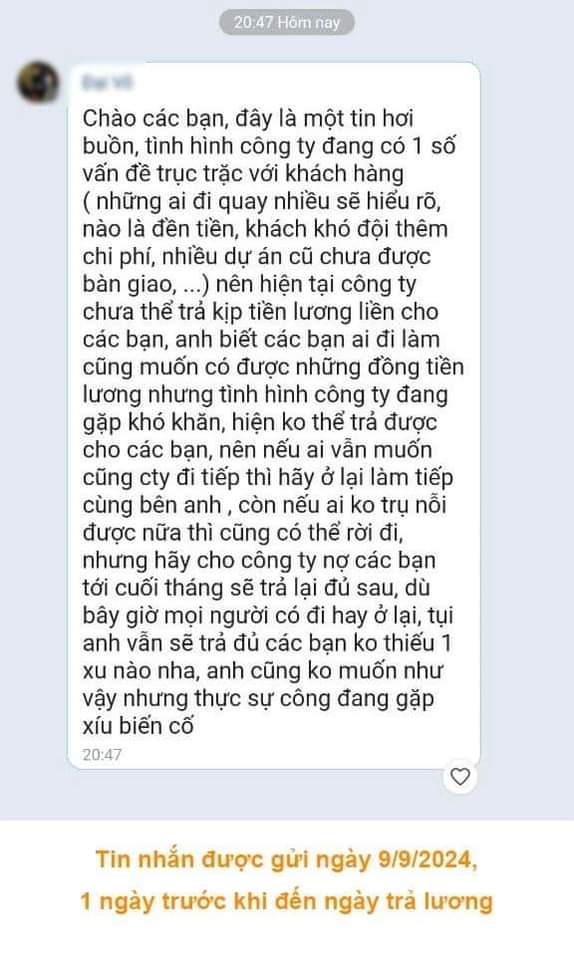 20:47 Hôm nay
Chào các bạn, đây là một tin hơi
buồn, tình hình công ty đang có 1 số
vấn đề trục trặc với khách hàng
( những ai đi quay nhiều sẽ hiểu rõ,
nào là đền tiền, khách khó đội thêm
chi phí, nhiều dự án cũ chưa được
bàn giao, ...) nên hiện tại công ty
chưa thể trả kịp tiền lương liền cho
các bạn, anh biết các bạn ai đi làm
cũng muốn có được những đồng tiền
lương nhưng tình hình công ty đang
gặp khó khăn, hiện ko thể trả được
cho các bạn, nên nếu ai vẫn muốn
cũng cty đi tiếp thì hãy ở lại làm tiếp
cùng bên anh , còn nếu ai ko trụ nỗi
được nữa thì cũng có thể rời đi,
nhưng hãy cho công ty nợ các bạn
tới cuối tháng sẽ trả lại đủ sau, dù
bây giờ mọi người có đi hay ở lại, tụi
anh vẫn sẽ trả đủ các bạn ko thiếu 1
xu nào nha, anh cũng ko muốn như
vậy nhưng thực sự công đang gặp
xíu biến cố
20:47
Tin nhắn được gửi ngày 9/9/2024,
1 ngày trước khi đến ngày trả lương